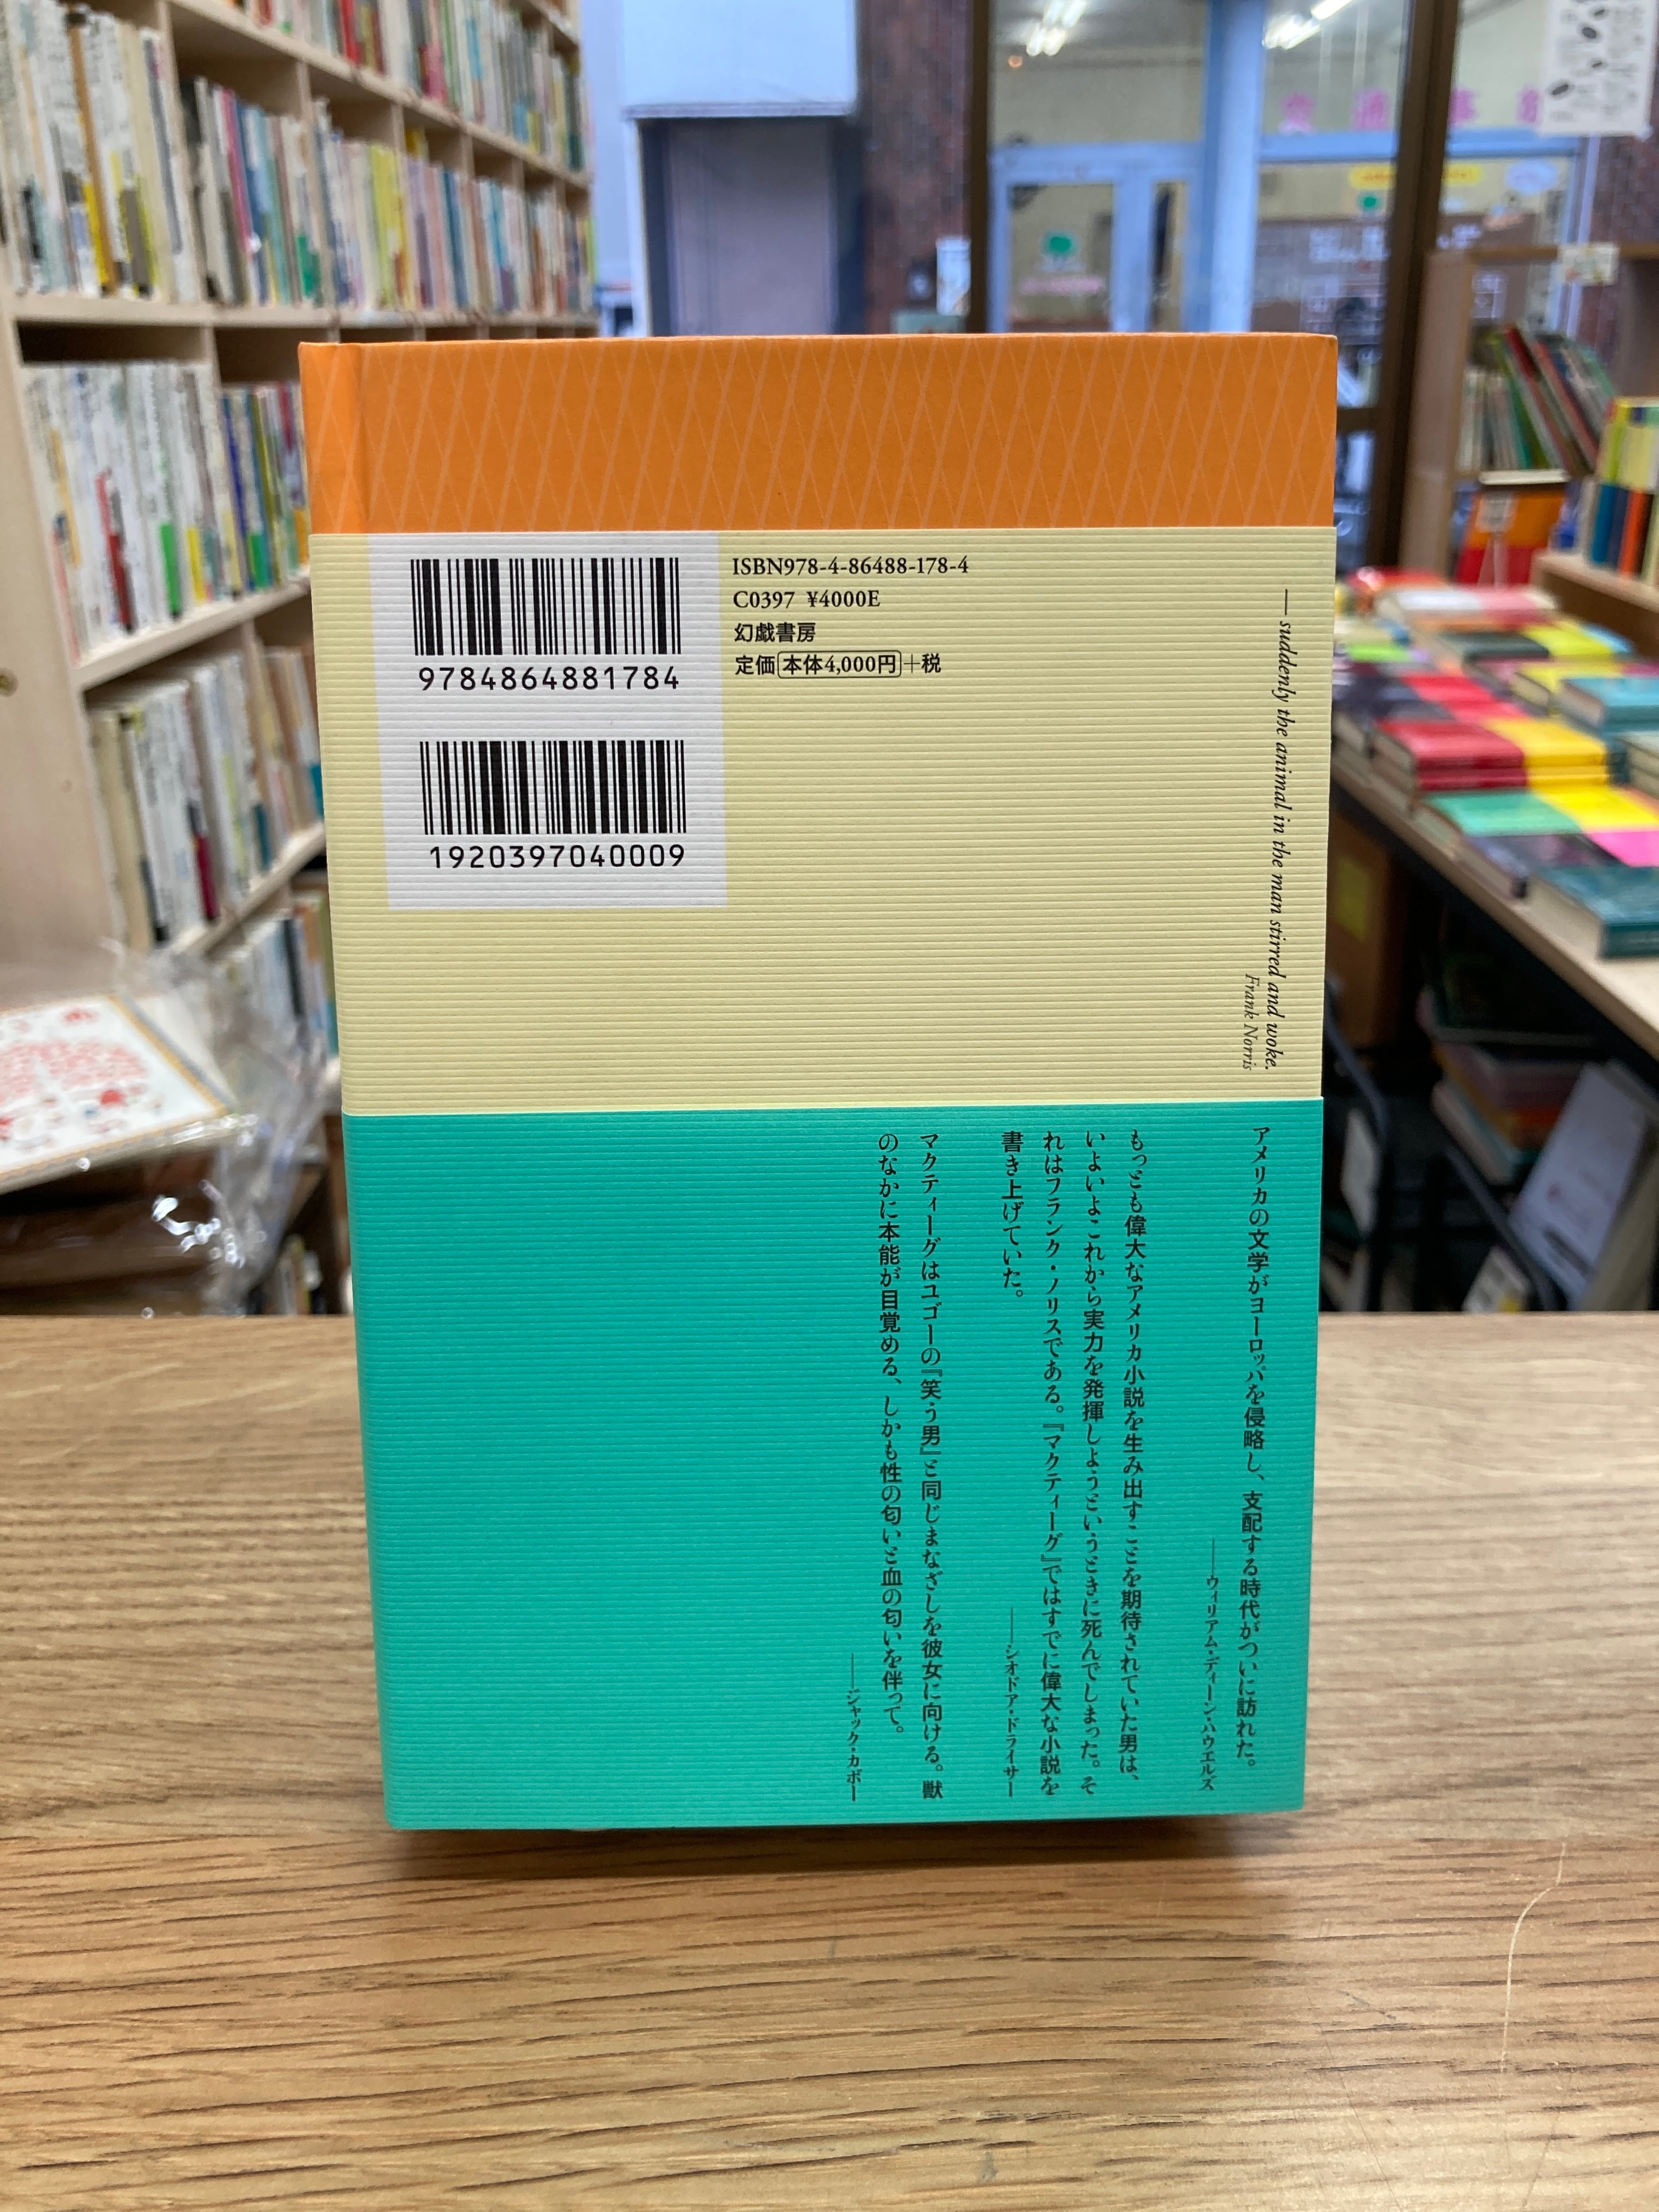 9784864881784
1920397040009
ISBN978-4-86488-178-4
C0397 ¥4000E
幻戯書房
定価本体4,000円+税
—suddenly the animal in the man stirred and woke.
Frank Norris
アメリカの文学がヨーロッパを侵略し、支配する時代がついに訪れた。
——ウィリアム・ディーン・ハウエルズ
もっとも偉大なアメリカ小説を生み出すことを期待されていた男は、
いよいよこれから実力を発揮しようというときに死んでしまった。そ
れはフランク・ノリスである。『マクティーグ』ではすでに偉大な小説を
書き上げていた。
——シオドア・ドライサー
マクティーグはユゴーの『笑う男』と同じまなざしを彼女に向ける。獣
のなかに本能が目覚める、しかも性の匂いと血の匂いを伴って。
——ジャック・カボー